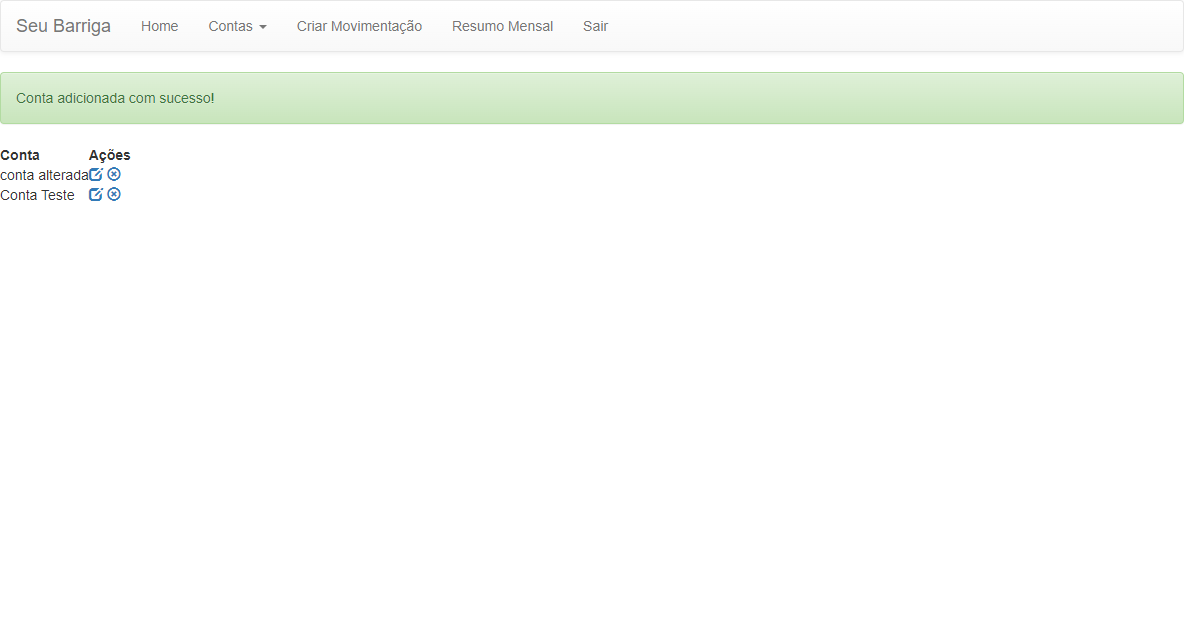 Seu Barriga Home Contas Criar Movimentação Resumo Mensal Sair
Conta adicionada com sucesso!
Conta Ações
conta alterada
Conta Teste